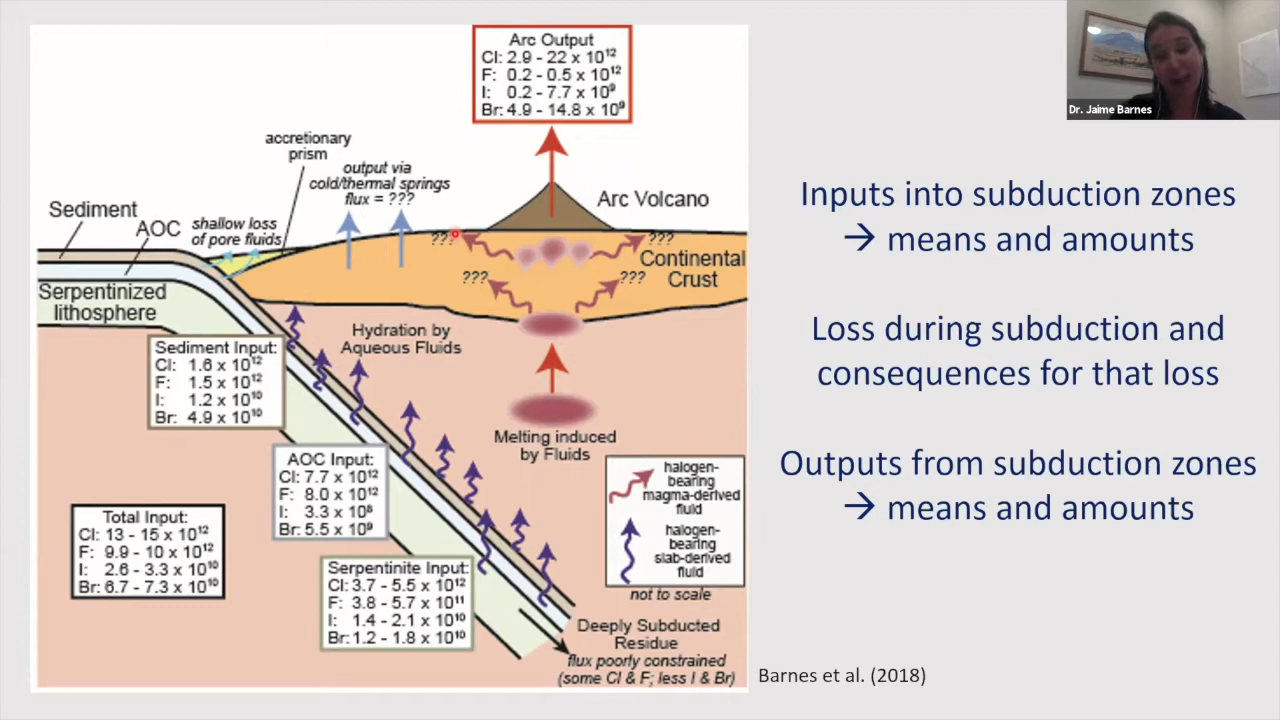 Arc Output
Cl: 2.9 - 22 x 10¹²
F: 0.2 - 0.5 x 10¹²
I: 0.2 - 7.7 x 10⁹
Br: 4.9 - 14.8 x 10⁹
accretionary
prism
output via
cold/thermal springs
flux = ???
Arc Volcano
Sediment
AOC
shallow loss
of pore fluids
???
???
Continental
Crust
???
???
Serpentinized
lithosphere
Hydration by
Aqueous Fluids
Sediment Input:
Cl: 1.6 x 10¹²
F: 1.5 x 10¹²
I: 1.2 x 10¹⁰
Br: 4.9 x 10¹⁰
Melting induced
by Fluids
AOC Input:
Cl: 7.7 x 10¹²
F: 8.0 x 10¹²
I: 3.3 x 10⁸
Br: 5.5 x 10⁹
halogen-
bearing
magma-derived
fluid
halogen-
bearing
slab-derived
fluid
not to scale
Total Input:
Cl: 13 - 15 x 10¹²
F: 9.9 - 10 x 10¹²
I: 2.6 - 3.3 x 10¹⁰
Br: 6.7 - 7.3 x 10¹⁰
Serpentinite Input:
Cl: 3.7 - 5.5 x 10¹²
F: 3.8 - 5.7 x 10¹¹
I: 1.4 - 2.1 x 10¹⁰
Br: 1.2 - 1.8 x 10¹⁰
Deeply Subducted
Residue
flux poorly constrained
(some Cl & F; less I & Br)
Dr. Jaime Barnes
Inputs into subduction zones
→ means and amounts
Loss during subduction and
consequences for that loss
Outputs from subduction zones
→ means and amounts
Barnes et al. (2018)